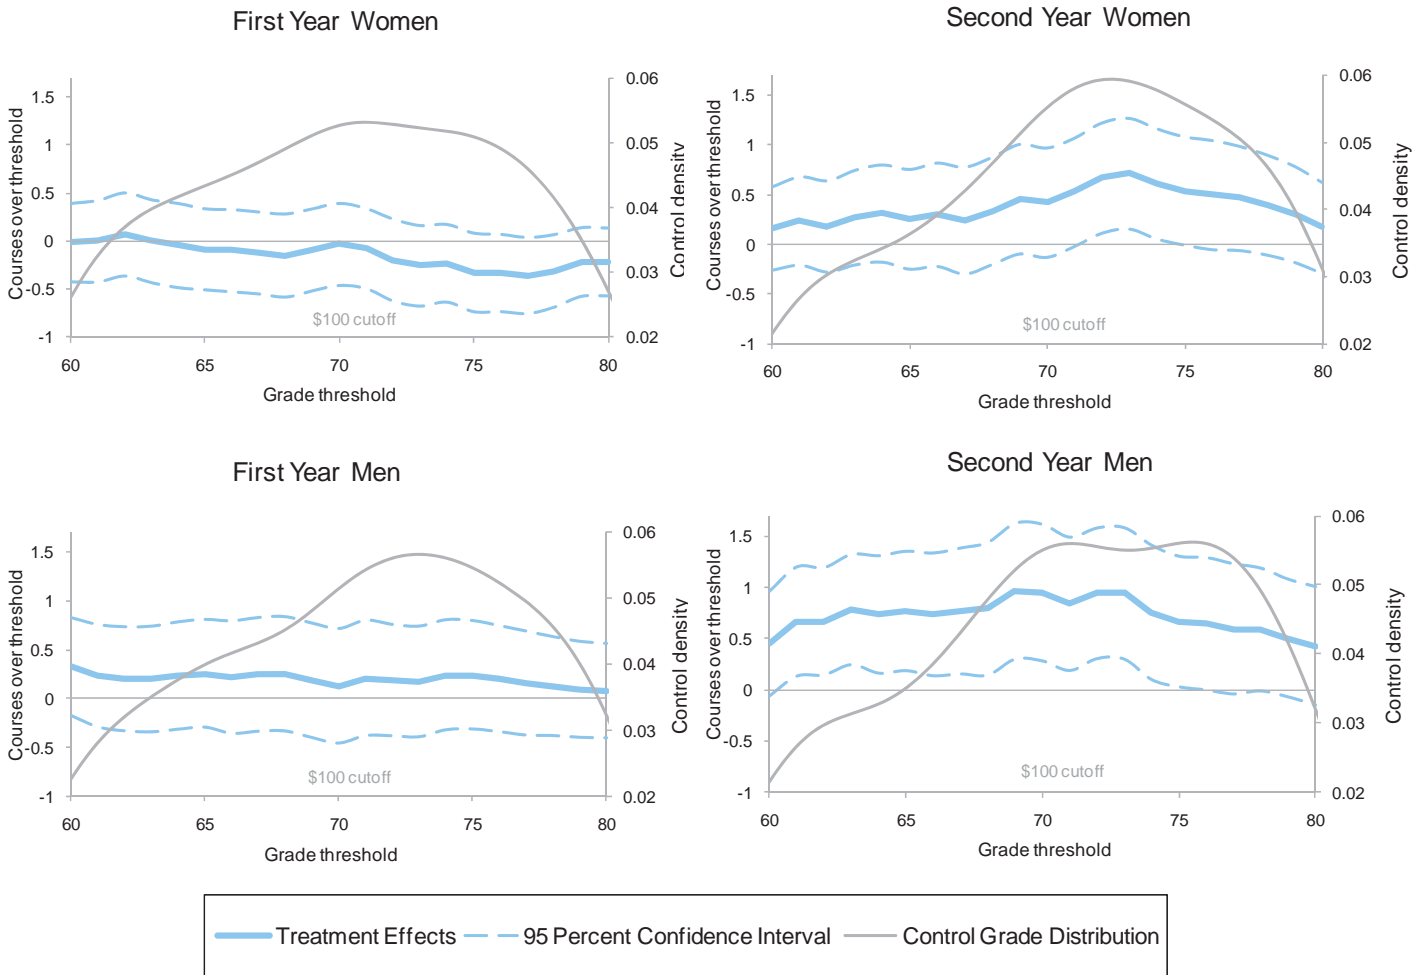 First Year Women
Courses over threshold
1.5
1
0.5
0
-0.5
-1
0.06
0.05
0.04
0.03
0.02
Control density
$100 cutoff
60 65 70 75 80
Grade threshold
Second Year Women
Courses over threshold
1.5
1
0.5
0
-0.5
-1
0.06
0.05
0.04
0.03
0.02
Control density
$100 cutoff
60 65 70 75 80
Grade threshold
First Year Men
Courses over threshold
1.5
1
0.5
0
-0.5
-1
0.06
0.05
0.04
0.03
0.02
Control density
$100 cutoff
60 65 70 75 80
Grade threshold
Second Year Men
Courses over threshold
1.5
1
0.5
0
-0.5
-1
0.06
0.05
0.04
0.03
0.02
Control density
$100 cutoff
60 65 70 75 80
Grade threshold
Treatment Effects 95 Percent Confidence Interval Control Grade Distribution